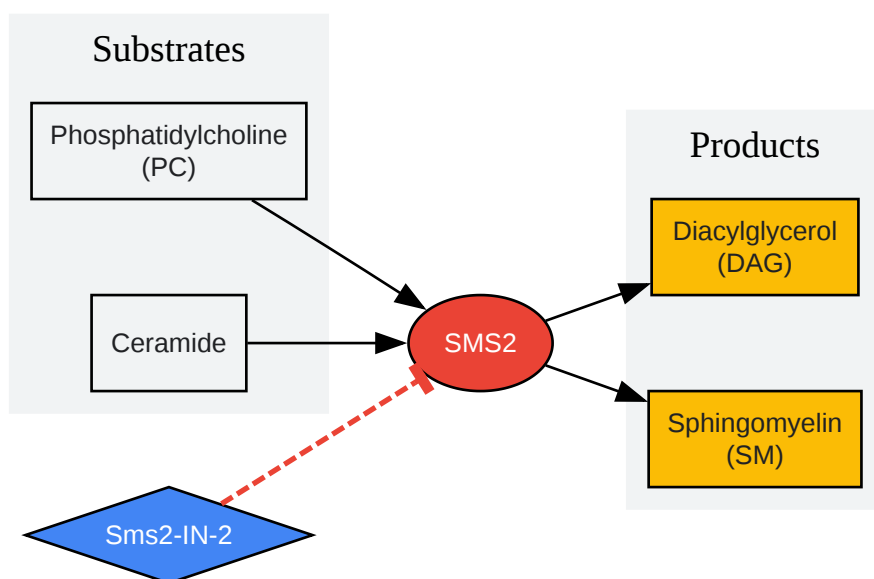 Substrates
Phosphatidylcholine
(PC)
Ceramide
SMS2
Products
Diacylglycerol
(DAG)
Sphingomyelin
(SM)
Sms2-IN-2